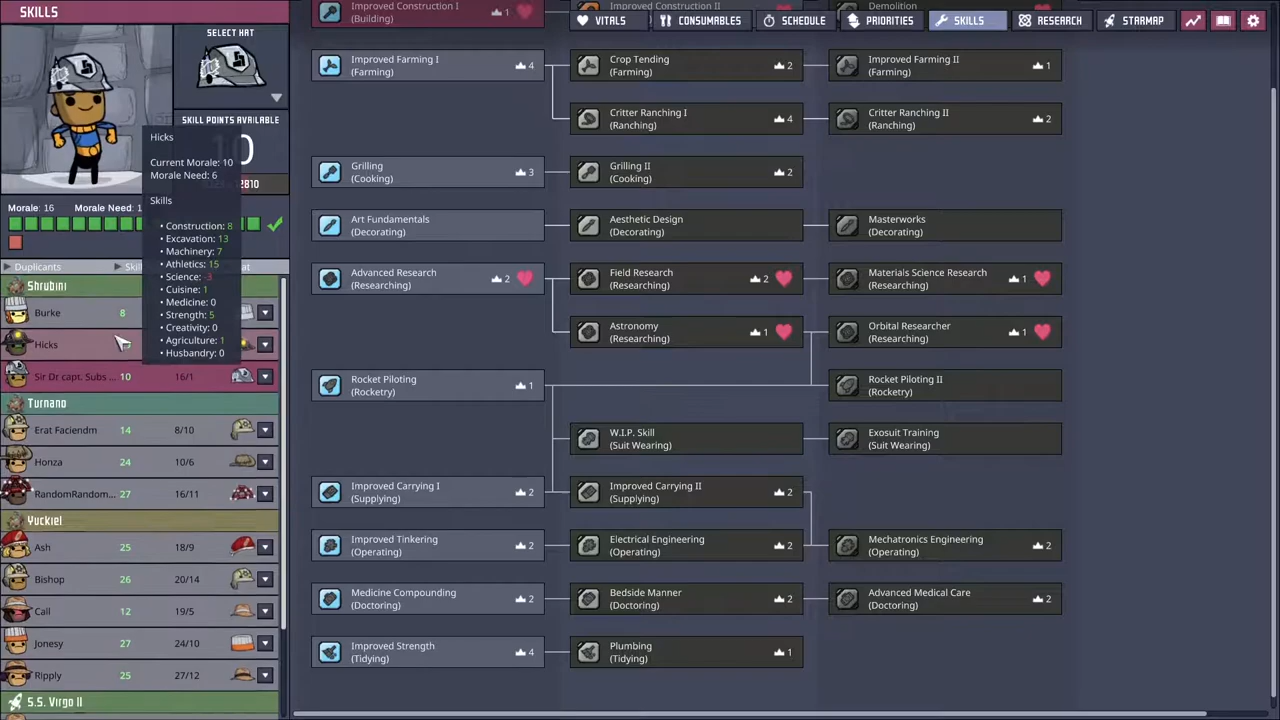 SKILLS
SELECT HAT
SKILL POINTS AVAILABLE
Morale: 16
Morale Need: 1
Duplicants
Shrubini
Burke 8
Hicks
Sir Dr capt. Subs ... 10 16/1
Turnano
Erat Faciendm 14 8/10
Honza 24 10/6
RandomRandom... 27 16/11
Yuckiel
Ash 25 18/9
Bishop 26 20/14
Call 12 19/5
Jonesy 27 24/10
Ripply 25 27/12
S.S. Virgo II
Hicks
Current Morale: 10
Morale Need: 6
Skills
• Construction: 8
• Excavation: 13
• Machinery: 7
• Athletics: 15
• Science: -3
• Cuisine: 1
• Medicine: 0
• Strength: 5
• Creativity: 0
• Agriculture: 1
• Husbandry: 0
VITALS
CONSUMABLES
SCHEDULE
PRIORITIES
SKILLS
RESEARCH
STARMAP
Improved Construction I
(Building)
1
Improved Construction II
Demolition
Improved Farming I
(Farming)
4
Crop Tending
(Farming)
2
Improved Farming II
(Farming)
1
Critter Ranching I
(Ranching)
4
Critter Ranching II
(Ranching)
2
Grilling
(Cooking)
3
Grilling II
(Cooking)
2
Art Fundamentals
(Decorating)
Aesthetic Design
(Decorating)
Masterworks
(Decorating)
Advanced Research
(Researching)
2
Field Research
(Researching)
2
Materials Science Research
(Researching)
1
Astronomy
(Researching)
1
Orbital Researcher
(Researching)
1
Rocket Piloting
(Rocketry)
1
Rocket Piloting II
(Rocketry)
W.I.P. Skill
(Suit Wearing)
Exosuit Training
(Suit Wearing)
Improved Carrying I
(Supplying)
2
Improved Carrying II
(Supplying)
2
Improved Tinkering
(Operating)
2
Electrical Engineering
(Operating)
2
Mechatronics Engineering
(Operating)
2
Medicine Compounding
(Doctoring)
2
Bedside Manner
(Doctoring)
2
Advanced Medical Care
(Doctoring)
2
Improved Strength
(Tidying)
4
Plumbing
(Tidying)
1